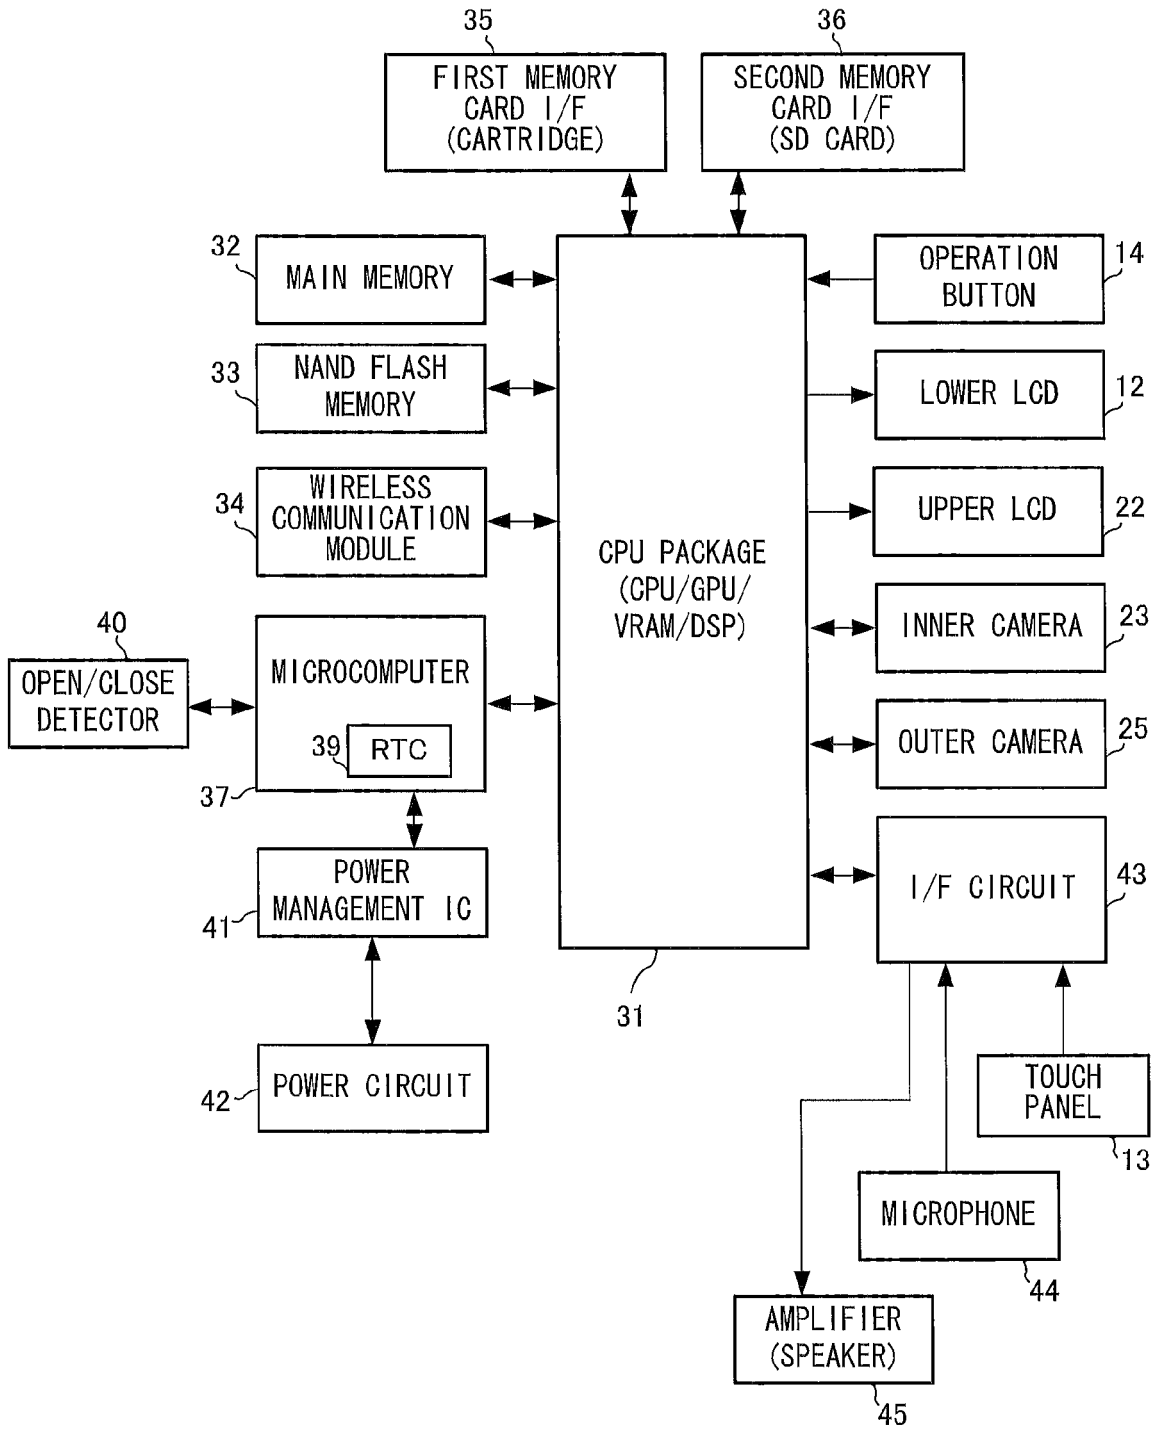 35
FIRST MEMORY
CARD I/F
(CARTRIDGE)
36
SECOND MEMORY
CARD I/F
(SD CARD)
32
MAIN MEMORY
33
NAND FLASH
MEMORY
34
WIRELESS
COMMUNICATION
MODULE
40
OPEN/CLOSE
DETECTOR
MICROCOMPUTER
39
RTC
37
POWER
MANAGEMENT IC
41
POWER CIRCUIT
42
CPU PACKAGE
(CPU/GPU/
VRAM/DSP)
31
OPERATION
BUTTON
14
LOWER LCD
12
UPPER LCD
22
INNER CAMERA
23
OUTER CAMERA
25
I/F CIRCUIT
43
TOUCH
PANEL
13
MICROPHONE
44
AMPLIFIER
(SPEAKER)
45